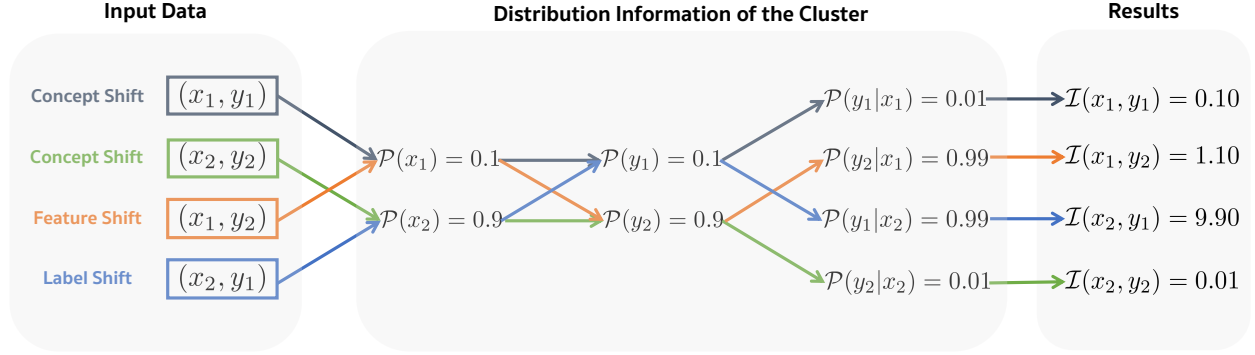 Input Data
Distribution Information of the Cluster
Results
Concept Shift
(x₁, y₁)
𝒫(y₁|x₁) = 0.01
ℐ(x₁, y₁) = 0.10
Concept Shift
(x₂, y₂)
𝒫(x₁) = 0.1
𝒫(y₁) = 0.1
𝒫(y₂|x₁) = 0.99
ℐ(x₁, y₂) = 1.10
Feature Shift
(x₁, y₂)
𝒫(x₂) = 0.9
𝒫(y₂) = 0.9
𝒫(y₁|x₂) = 0.99
ℐ(x₂, y₁) = 9.90
Label Shift
(x₂, y₁)
𝒫(y₂|x₂) = 0.01
ℐ(x₂, y₂) = 0.01